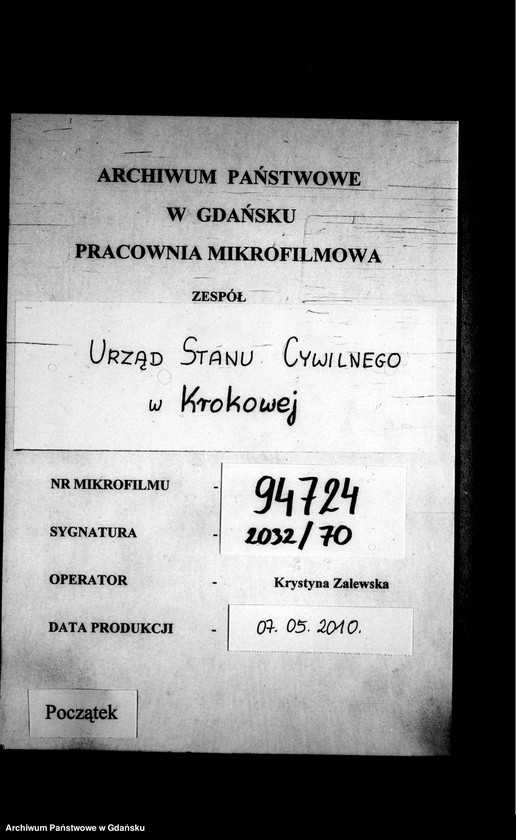 ARCHIWUM PAŃSTWOWE
W GDAŃSKU
PRACOWNIA MIKROFILMOWA
ZESPÓŁ
URZĄD STANU CYWILNEGO
w Krokowej
NR MIKROFILMU - 94724
SYGNATURA - 2032/70
OPERATOR - Krystyna Zalewska
DATA PRODUKCJI - 07. 05. 2010.
Początek
Archiwum Państwowe w Gdańsku